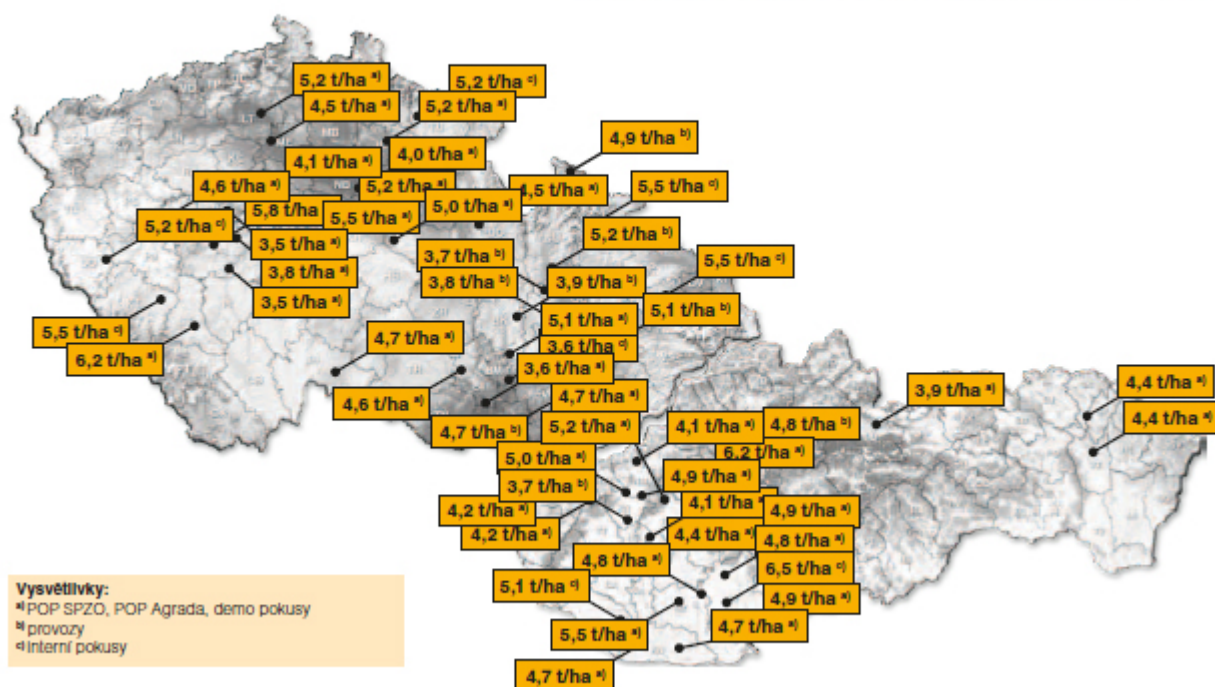 5,2 t/ha a)
5,2 t/ha c)
4,5 t/ha a)
5,2 t/ha a)
4,9 t/ha b)
4,1 t/ha a)
4,0 t/ha a)
4,6 t/ha a)
5,2 t/ha a)
4,5 t/ha a)
5,5 t/ha c)
5,8 t/ha
5,5 t/ha a)
5,0 t/ha a)
5,2 t/ha c)
3,5 t/ha a)
5,2 t/ha b)
3,7 t/ha b)
5,5 t/ha c)
3,8 t/ha a)
3,8 t/ha b)
3,9 t/ha b)
3,5 t/ha a)
5,1 t/ha b)
5,1 t/ha a)
5,5 t/ha c)
3,6 t/ha c)
6,2 t/ha a)
4,7 t/ha a)
3,6 t/ha a)
3,9 t/ha a)
4,4 t/ha a)
4,7 t/ha a)
4,6 t/ha a)
4,4 t/ha a)
5,2 t/ha a)
4,1 t/ha a)
4,8 t/ha b)
4,7 t/ha b)
6,2 t/ha a)
5,0 t/ha a)
4,9 t/ha a)
3,7 t/ha b)
4,1 t/ha
4,9 t/ha a)
4,2 t/ha a)
4,2 t/ha a)
4,4 t/ha a)
4,8 t/ha a)
4,8 t/ha a)
6,5 t/ha c)
5,1 t/ha c)
4,9 t/ha a)
5,5 t/ha a)
4,7 t/ha a)
4,7 t/ha a)
Vysvětlivky:
a) POP SPZO, POP Agrada, demo pokusy
b) provozy
c) interní pokusy